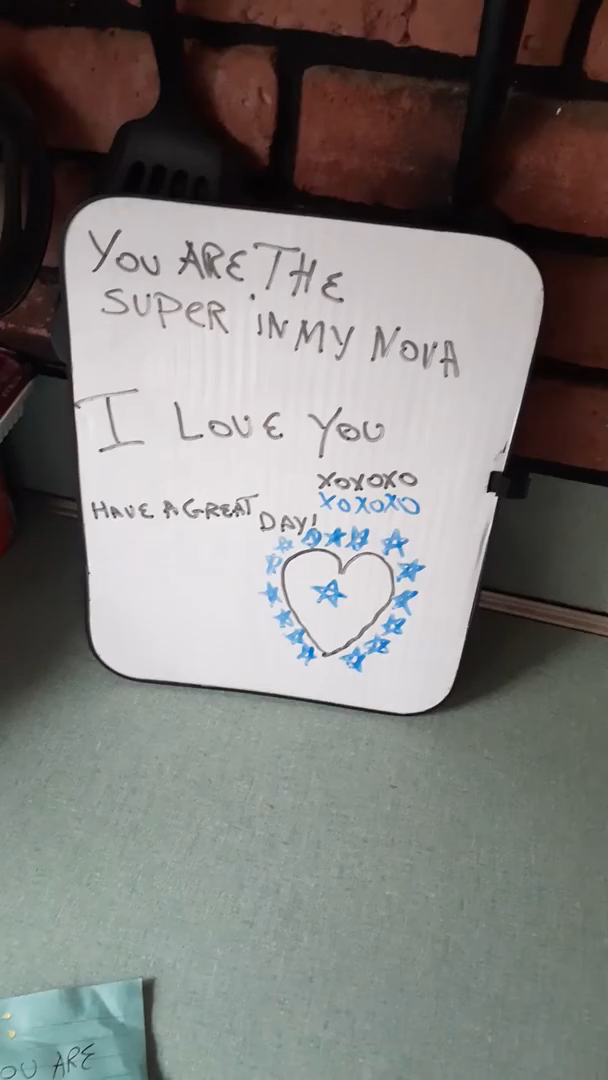 YOU ARE THE
SUPER IN MY NOVA
I LOVE YOU
XOXOXO
XOXOXO
HAVE A GREAT
DAY!
OU ARE